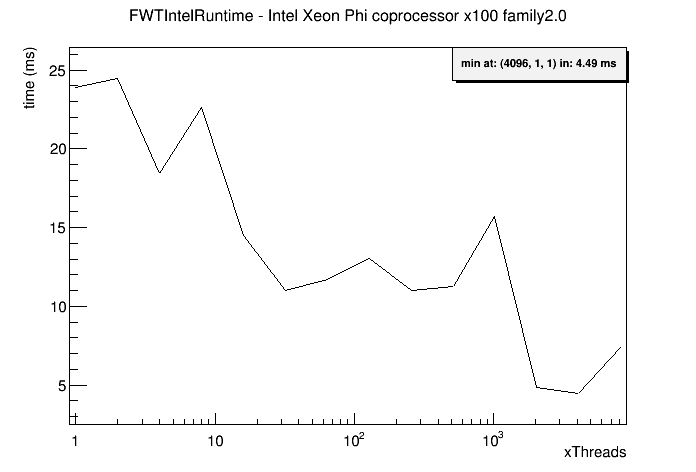 FWTIntelRuntime - Intel Xeon Phi coprocessor x100 family2.0
time (ms)
min at: (4096, 1, 1) in: 4.49 ms
25
20
15
10
5
1
10
10²
10³
xThreads